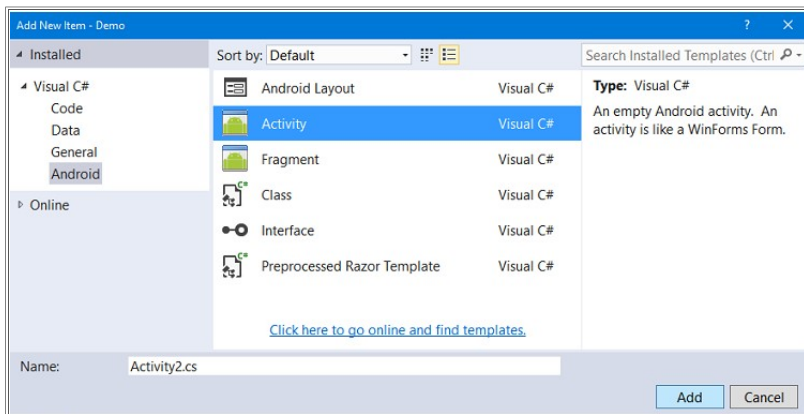 Add New Item - Demo
?
Installed
Sort by: Default
Search Installed Templates (Ctrl
Visual C#
Code
Data
General
Android
Online
Android Layout Visual C#
Activity Visual C#
Fragment Visual C#
Class Visual C#
Interface Visual C#
Preprocessed Razor Template Visual C#
Click here to go online and find templates.
Type: Visual C#
An empty Android activity. An
activity is like a WinForms Form.
Name: Activity2.cs
Add Cancel